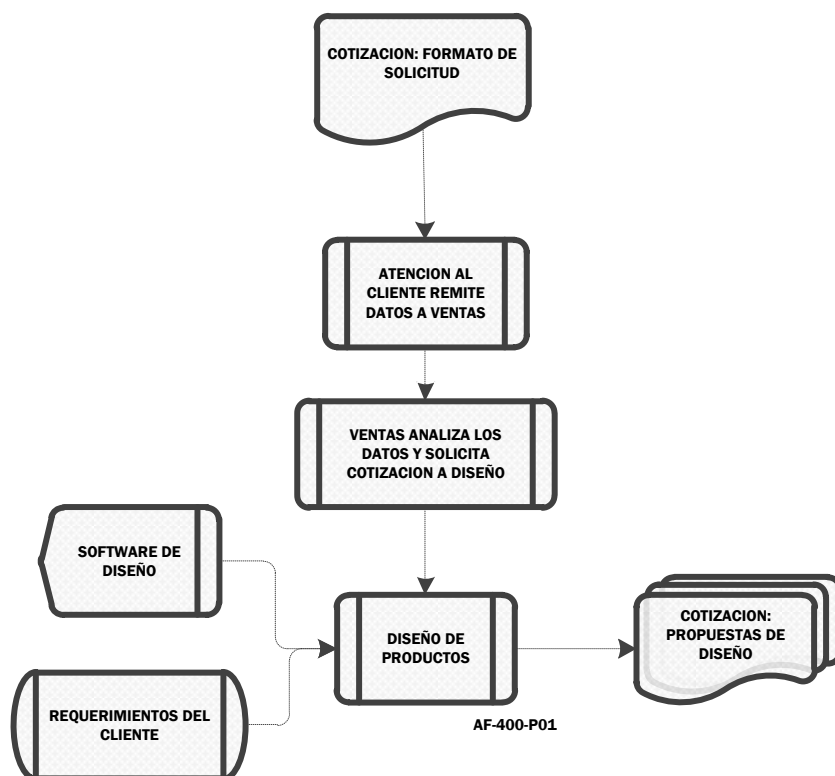 COTIZACION: FORMATO DE
SOLICITUD
ATENCION AL
CLIENTE REMITE
DATOS A VENTAS
VENTAS ANALIZA LOS
DATOS Y SOLICITA
COTIZACION A DISEÑO
SOFTWARE DE
DISEÑO
DISEÑO DE
PRODUCTOS
COTIZACION:
PROPUESTAS DE
DISEÑO
REQUERIMIENTOS DEL
CLIENTE
AF-400-P01